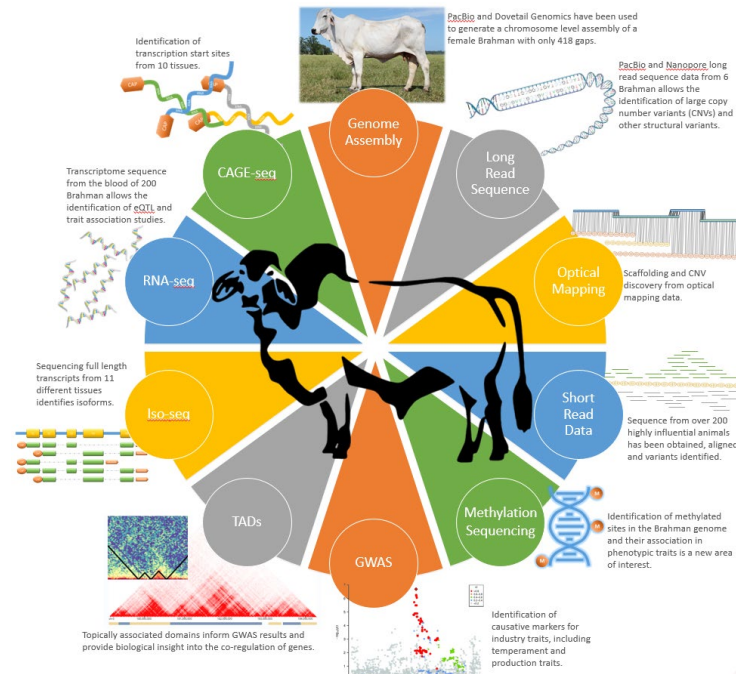 PacBio and Dovetail Genomics have been used
to generate a chromosome level assembly of a
female Brahman with only 418 gaps.
Genome
Assembly
PacBio and Nanopore long
read sequence data from 6
Brahman allows the
identification of large copy
number variants (CNVs) and
other structural variants.
Long
Read
Sequence
Scaffolding and CNV
discovery from optical
mapping data.
Optical
Mapping
Sequence from over 200
highly influential animals
has been obtained, aligned
and variants identified.
Short
Read
Data
Identification of methylated
sites in the Brahman genome
and their association in
phenotypic traits is a new area
of interest.
M
M
M
Methylation
Sequencing
Identification of
causative markers for
industry traits, including
temperament and
production traits.
GWAS
Topically associated domains inform GWAS results and
provide biological insight into the co-regulation of genes.
TADs
Sequencing full length
transcripts from 11
different tissues
identifies isoforms.
Iso-seq
Transcriptome sequence
from the blood of 200
Brahman allows the
identification of eQTL and
trait association studies.
RNA-seq
Identification of
transcription start sites
from 10 tissues.
CAP
CAP
CAP
CAP
CAGE-seq